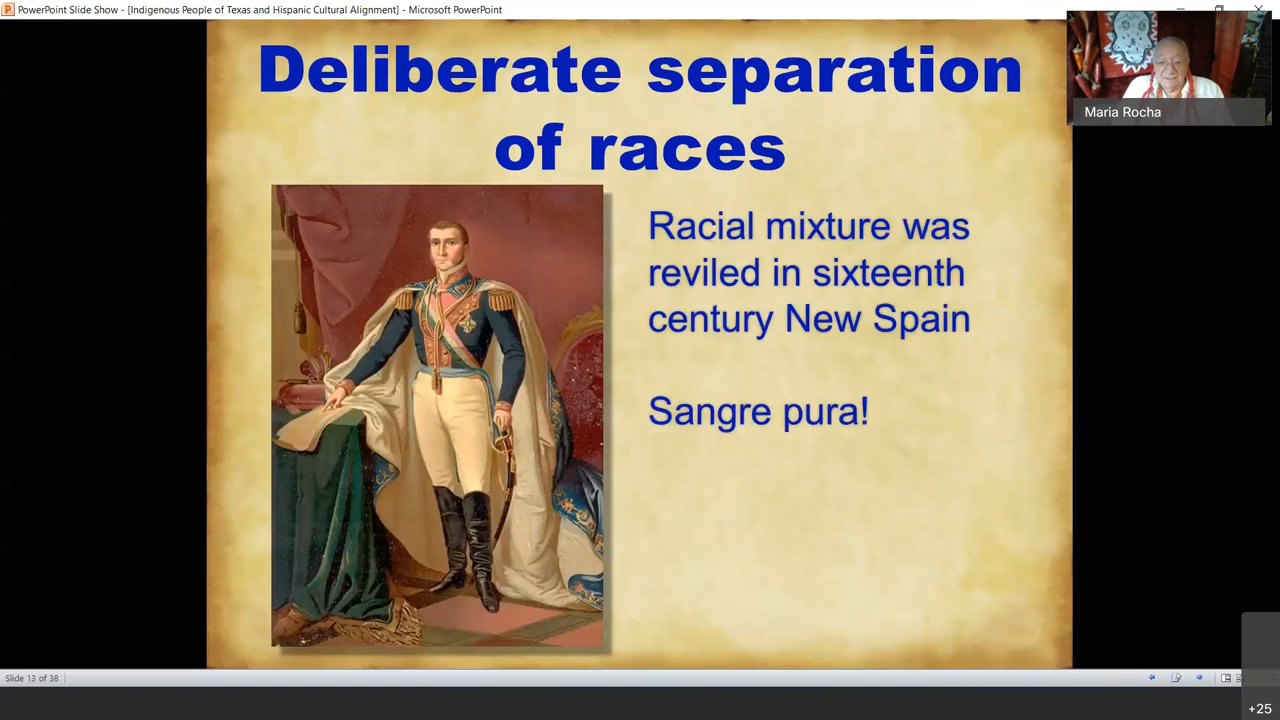 PowerPoint Slide Show - [Indigenous People of Texas and Hispanic Cultural Alignment] - Microsoft PowerPoint
Deliberate separation
of races
Maria Rocha
Racial mixture was
reviled in sixteenth
century New Spain
Sangre pura!
Slide 13 of 38
+25